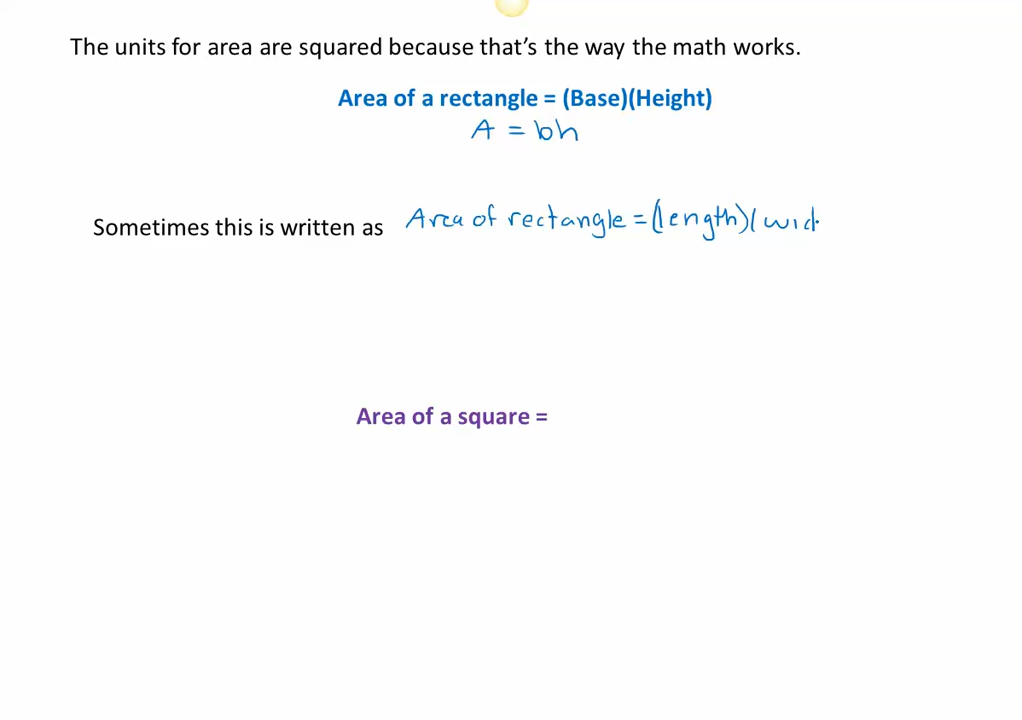 The units for area are squared because that's the way the math works.
Area of a rectangle = (Base)(Height)
A = bh
Sometimes this is written as Area of rectangle = (length)(wid
Area of a square =